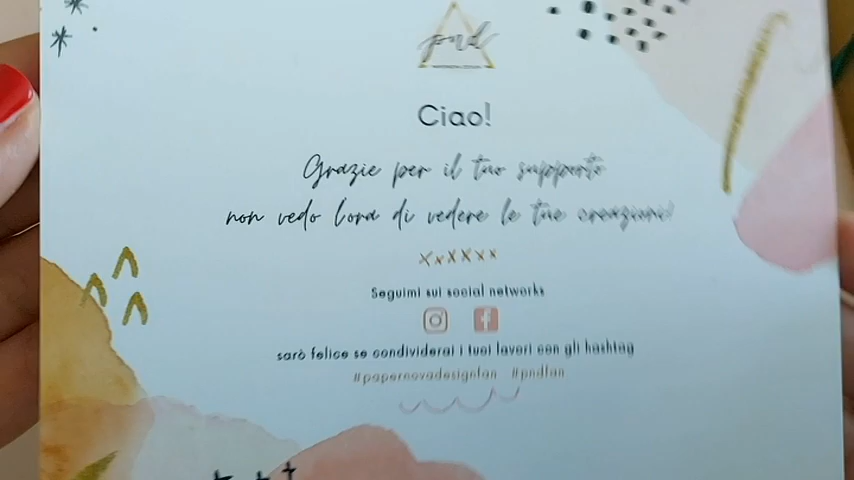 pnd
Ciao!
Grazie per il tuo supporto
non vedo l'ora di vedere le tue creazioni!
xxxxxx
Seguimi sui social networks
sarò felice se condividerai i tuoi lavori con gli hashtag
#papernovadesignfan #pndfan